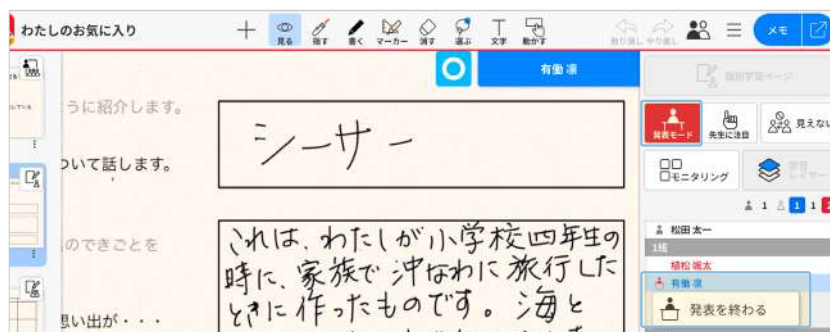 わたしのお気に入り
見る 指す 書く マーカー 消す 選ぶ 文字 動かす
取り消し やり直し
メモ
有働 凛
個別学習ページ
うに紹介します。
シーサー
発表モード 先生に注目 見えない
ついて話します。
モニタリング 学習レイヤー
1 1 1
のできごとを
これは、わたしが小学校四年生の
時に、家族で沖なわに旅行した
ときに作ったものです。海と
思い出が・・・
松田 太一
1班
植松 颯太
有働 凛
発表を終わる